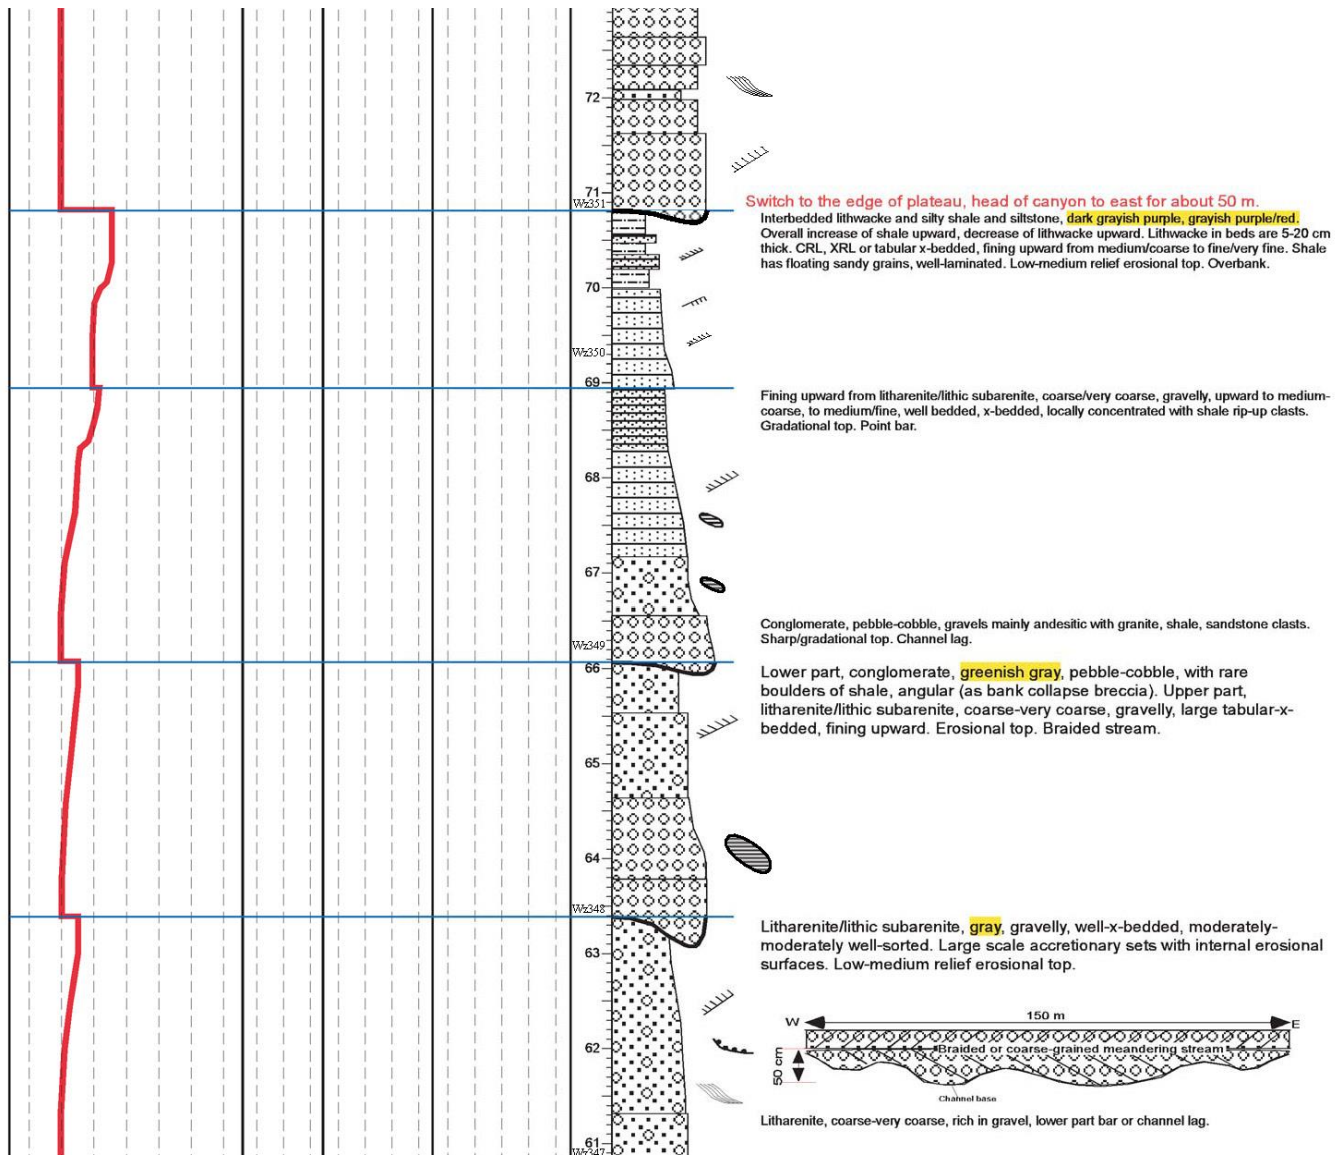 72
71
Wz351
Switch to the edge of plateau, head of canyon to east for about 50 m.
Interbedded lithwacke and silty shale and siltstone, dark grayish purple, grayish purple/red.
Overall increase of shale upward, decrease of lithwacke upward. Lithwacke in beds are 5-20 cm
thick. CRL, XRL or tabular x-bedded, fining upward from medium/coarse to fine/very fine. Shale
has floating sandy grains, well-laminated. Low-medium relief erosional top. Overbank.
70
Wz350
69
Fining upward from litharenite/lithic subarenite, coarse/very coarse, gravelly, upward to medium-
coarse, to medium/fine, well bedded, x-bedded, locally concentrated with shale rip-up clasts.
Gradational top. Point bar.
68
67
Conglomerate, pebble-cobble, gravels mainly andesitic with granite, shale, sandstone clasts.
Sharp/gradational top. Channel lag.
Wz349
66
Lower part, conglomerate, greenish gray, pebble-cobble, with rare
boulders of shale, angular (as bank collapse breccia). Upper part,
litharenite/lithic subarenite, coarse-very coarse, gravelly, large tabular-x-
bedded, fining upward. Erosional top. Braided stream.
65
64
Wz348
Litharenite/lithic subarenite, gray, gravelly, well-x-bedded, moderately-
moderately well-sorted. Large scale accretionary sets with internal erosional
surfaces. Low-medium relief erosional top.
63
150 m
W
E
62
Braided or coarse-grained meandering stream
50 cm
Channel base
Litharenite, coarse-very coarse, rich in gravel, lower part bar or channel lag.
61
Wz347